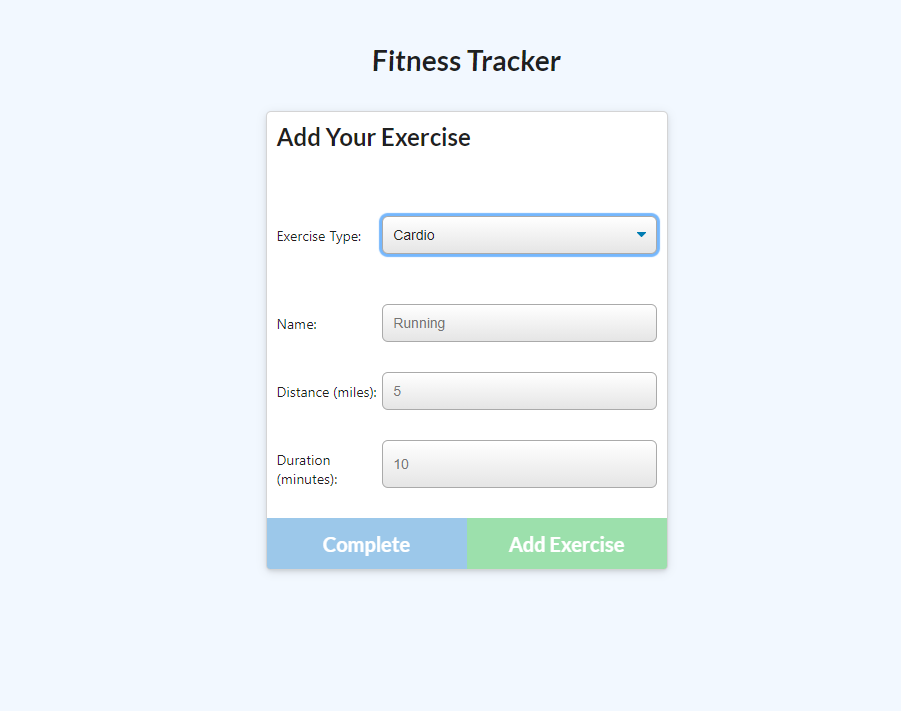 Fitness Tracker
Add Your Exercise
Exercise Type: Cardio
Name: Running
Distance (miles): 5
Duration
(minutes): 10
Complete Add Exercise